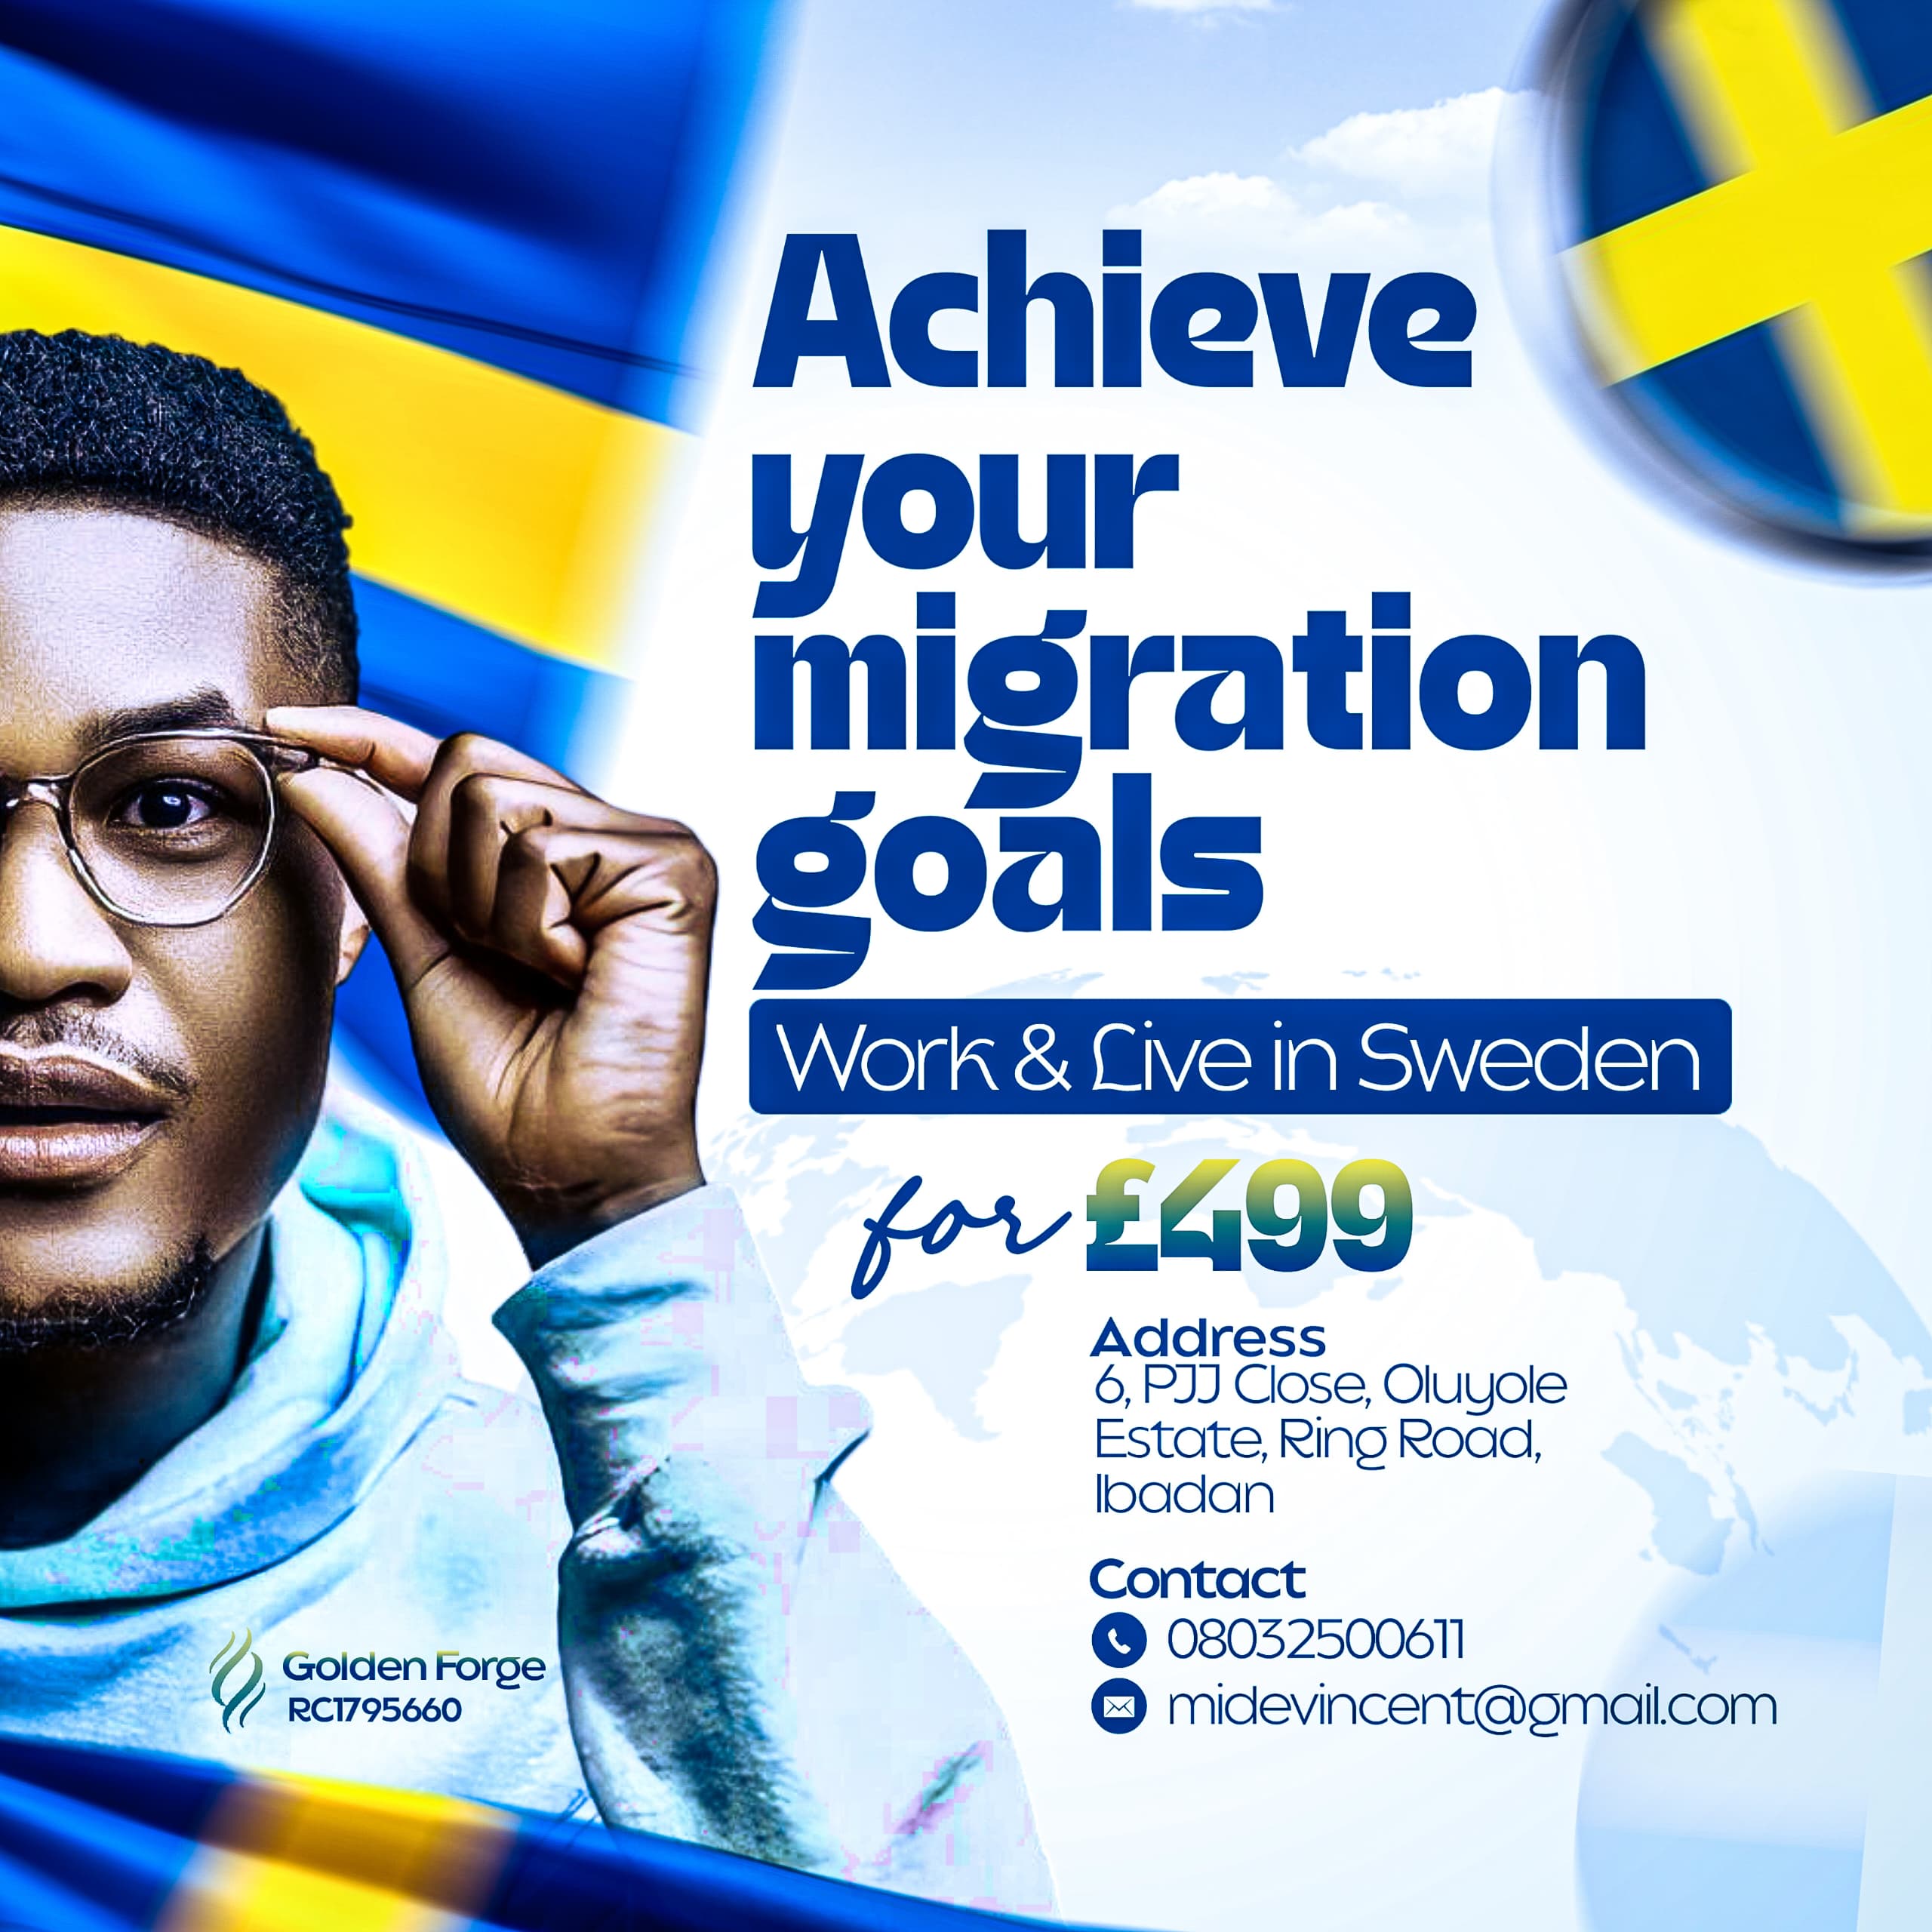 Achieve
your
migration
goals
Work & Live in Sweden
for £499
Address
6, PJJ Close, Oluyole
Estate, Ring Road,
Ibadan
Contact
08032500611
midevincent@gmail.com
Golden Forge
RC1795660